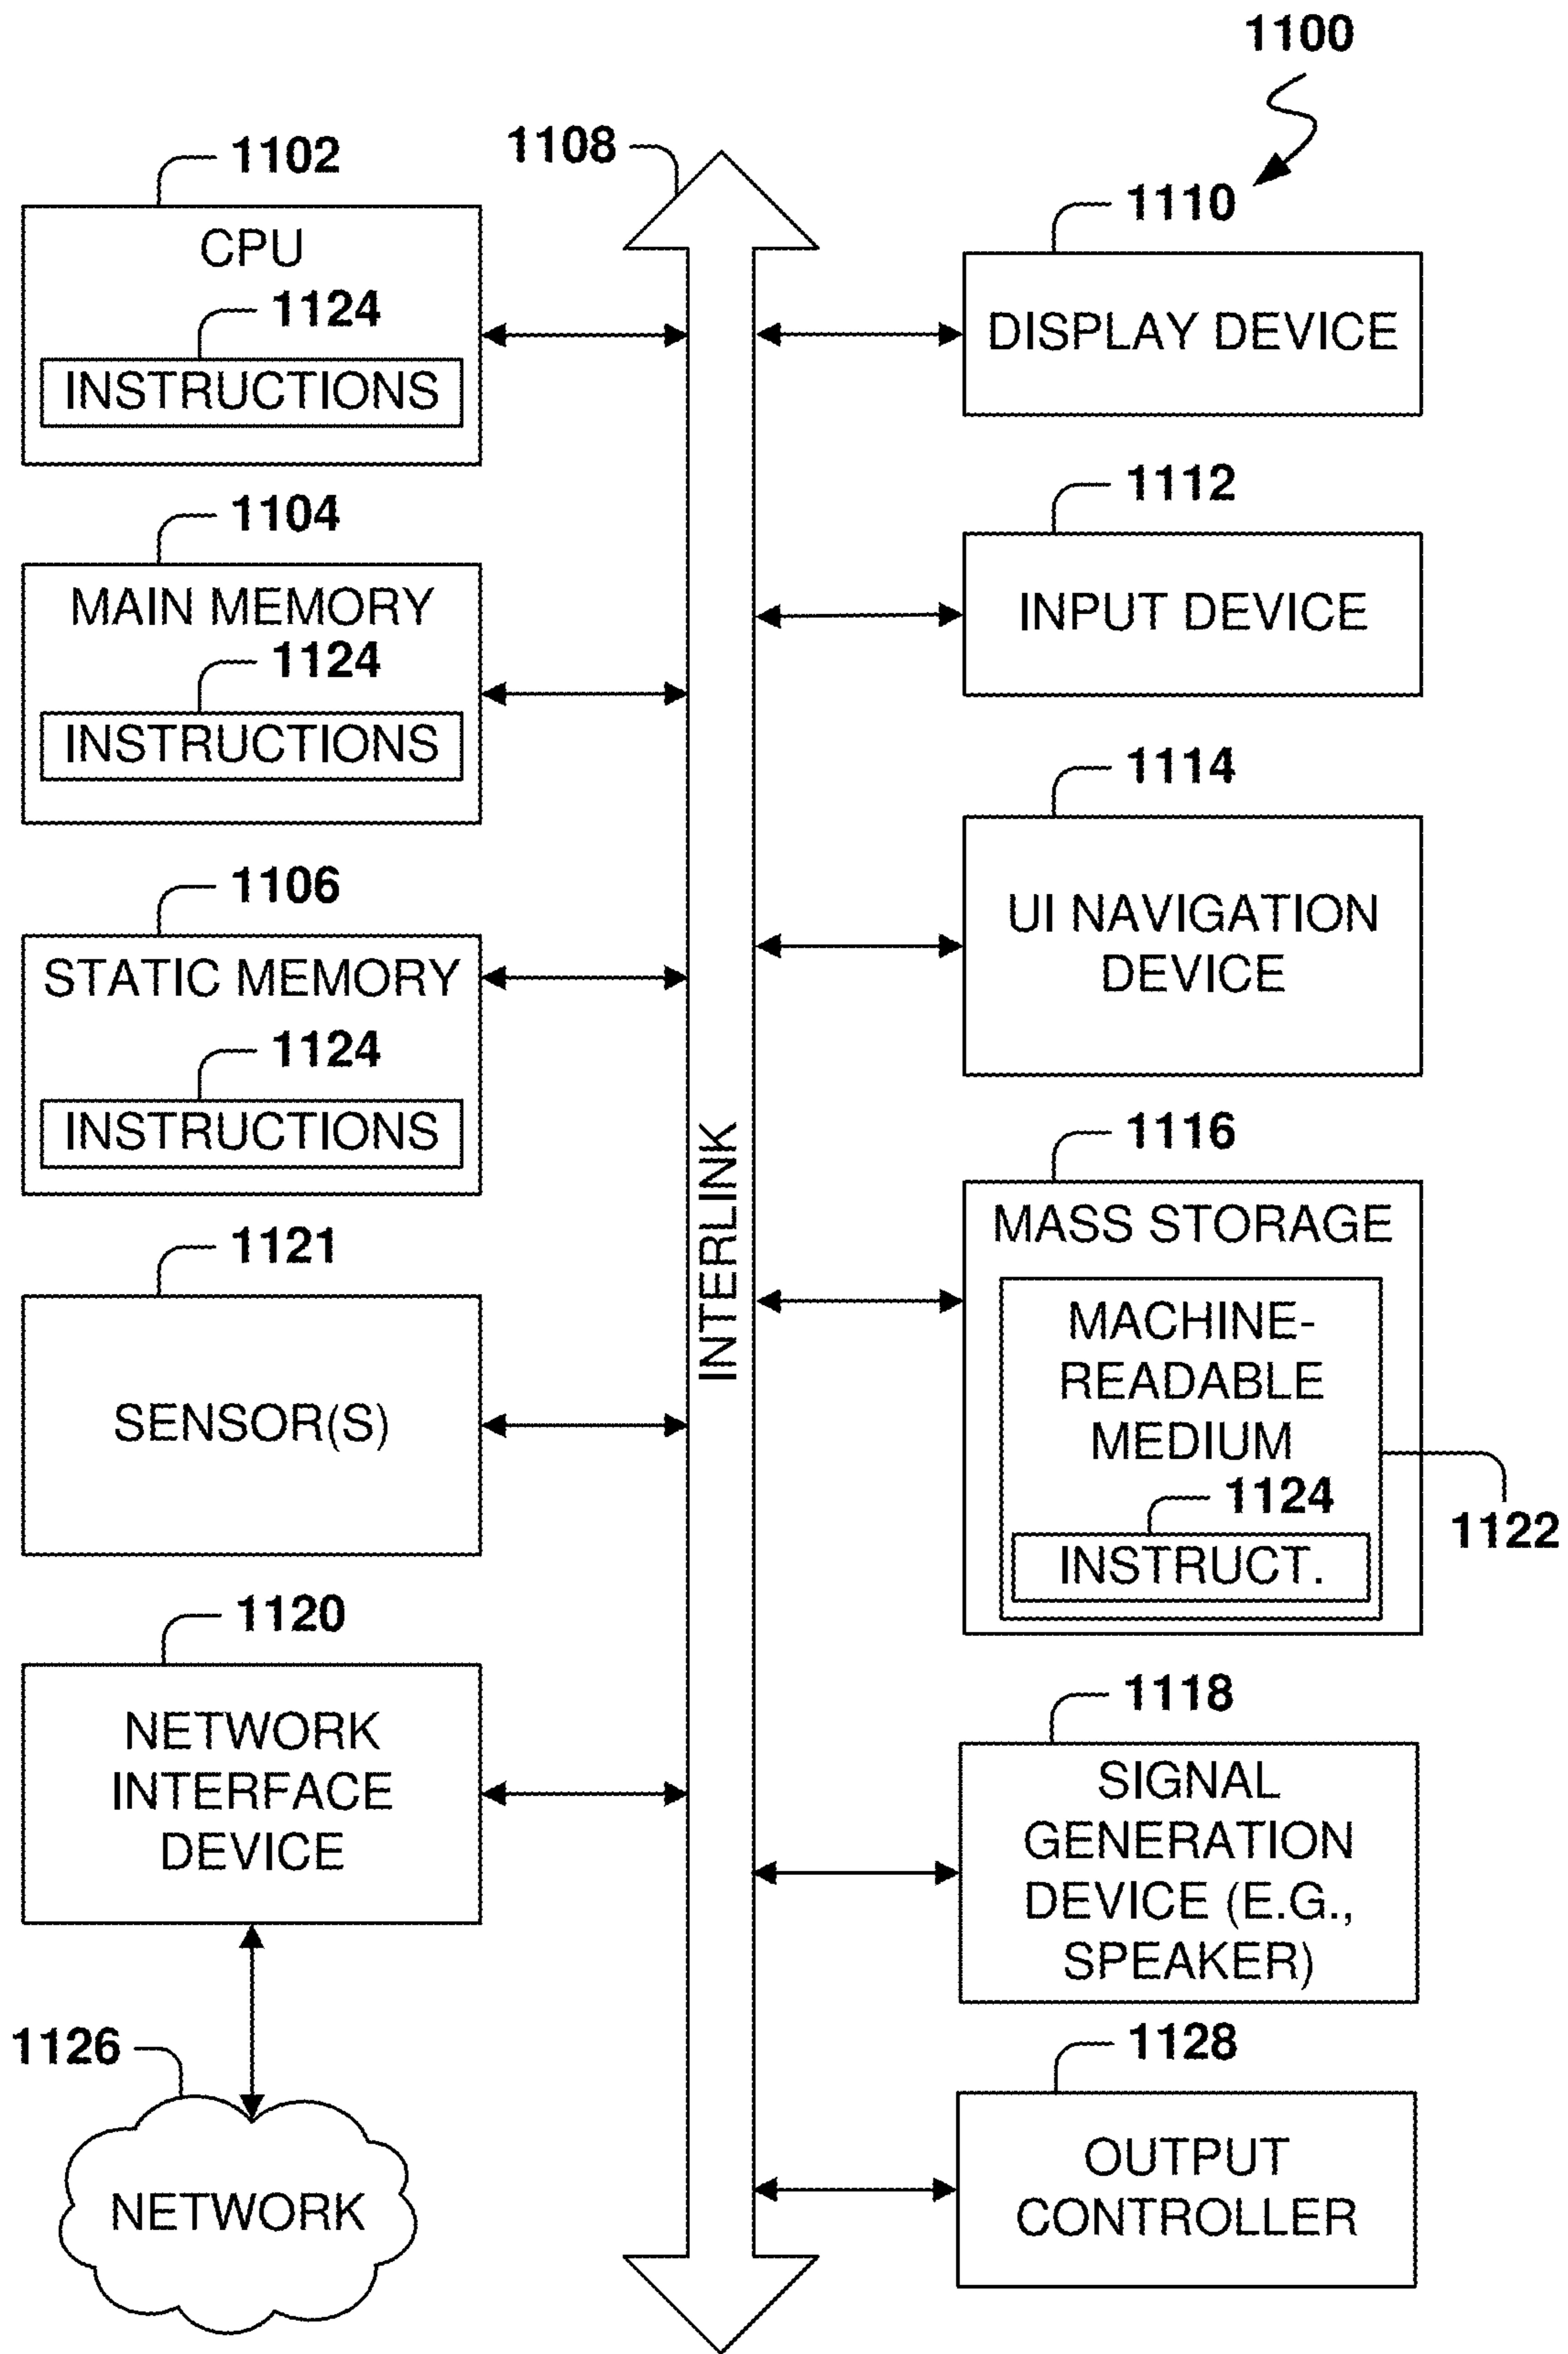 1100
1102
CPU
1124
INSTRUCTIONS
1104
MAIN MEMORY
1124
INSTRUCTIONS
1106
STATIC MEMORY
1124
INSTRUCTIONS
1121
SENSOR(S)
1120
NETWORK
INTERFACE
DEVICE
1126
NETWORK
1108
INTERLINK
1110
DISPLAY DEVICE
1112
INPUT DEVICE
1114
UI NAVIGATION
DEVICE
1116
MASS STORAGE
MACHINE-
READABLE
MEDIUM
1124
INSTRUCT.
1122
1118
SIGNAL
GENERATION
DEVICE (E.G.,
SPEAKER)
1128
OUTPUT
CONTROLLER